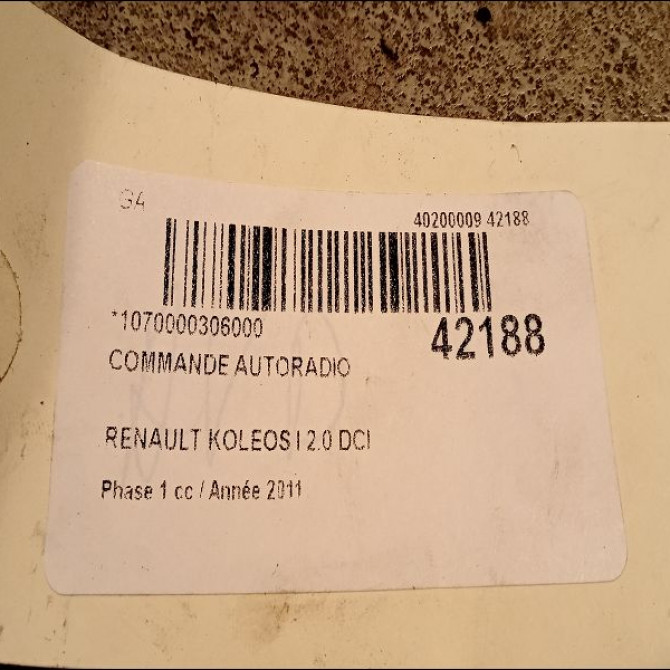 G4
40200009 42188
*1070000306000
42188
COMMANDE AUTORADIO
RENAULT KOLEOS I 2.0 DCI
Phase 1 cc / Année 2011